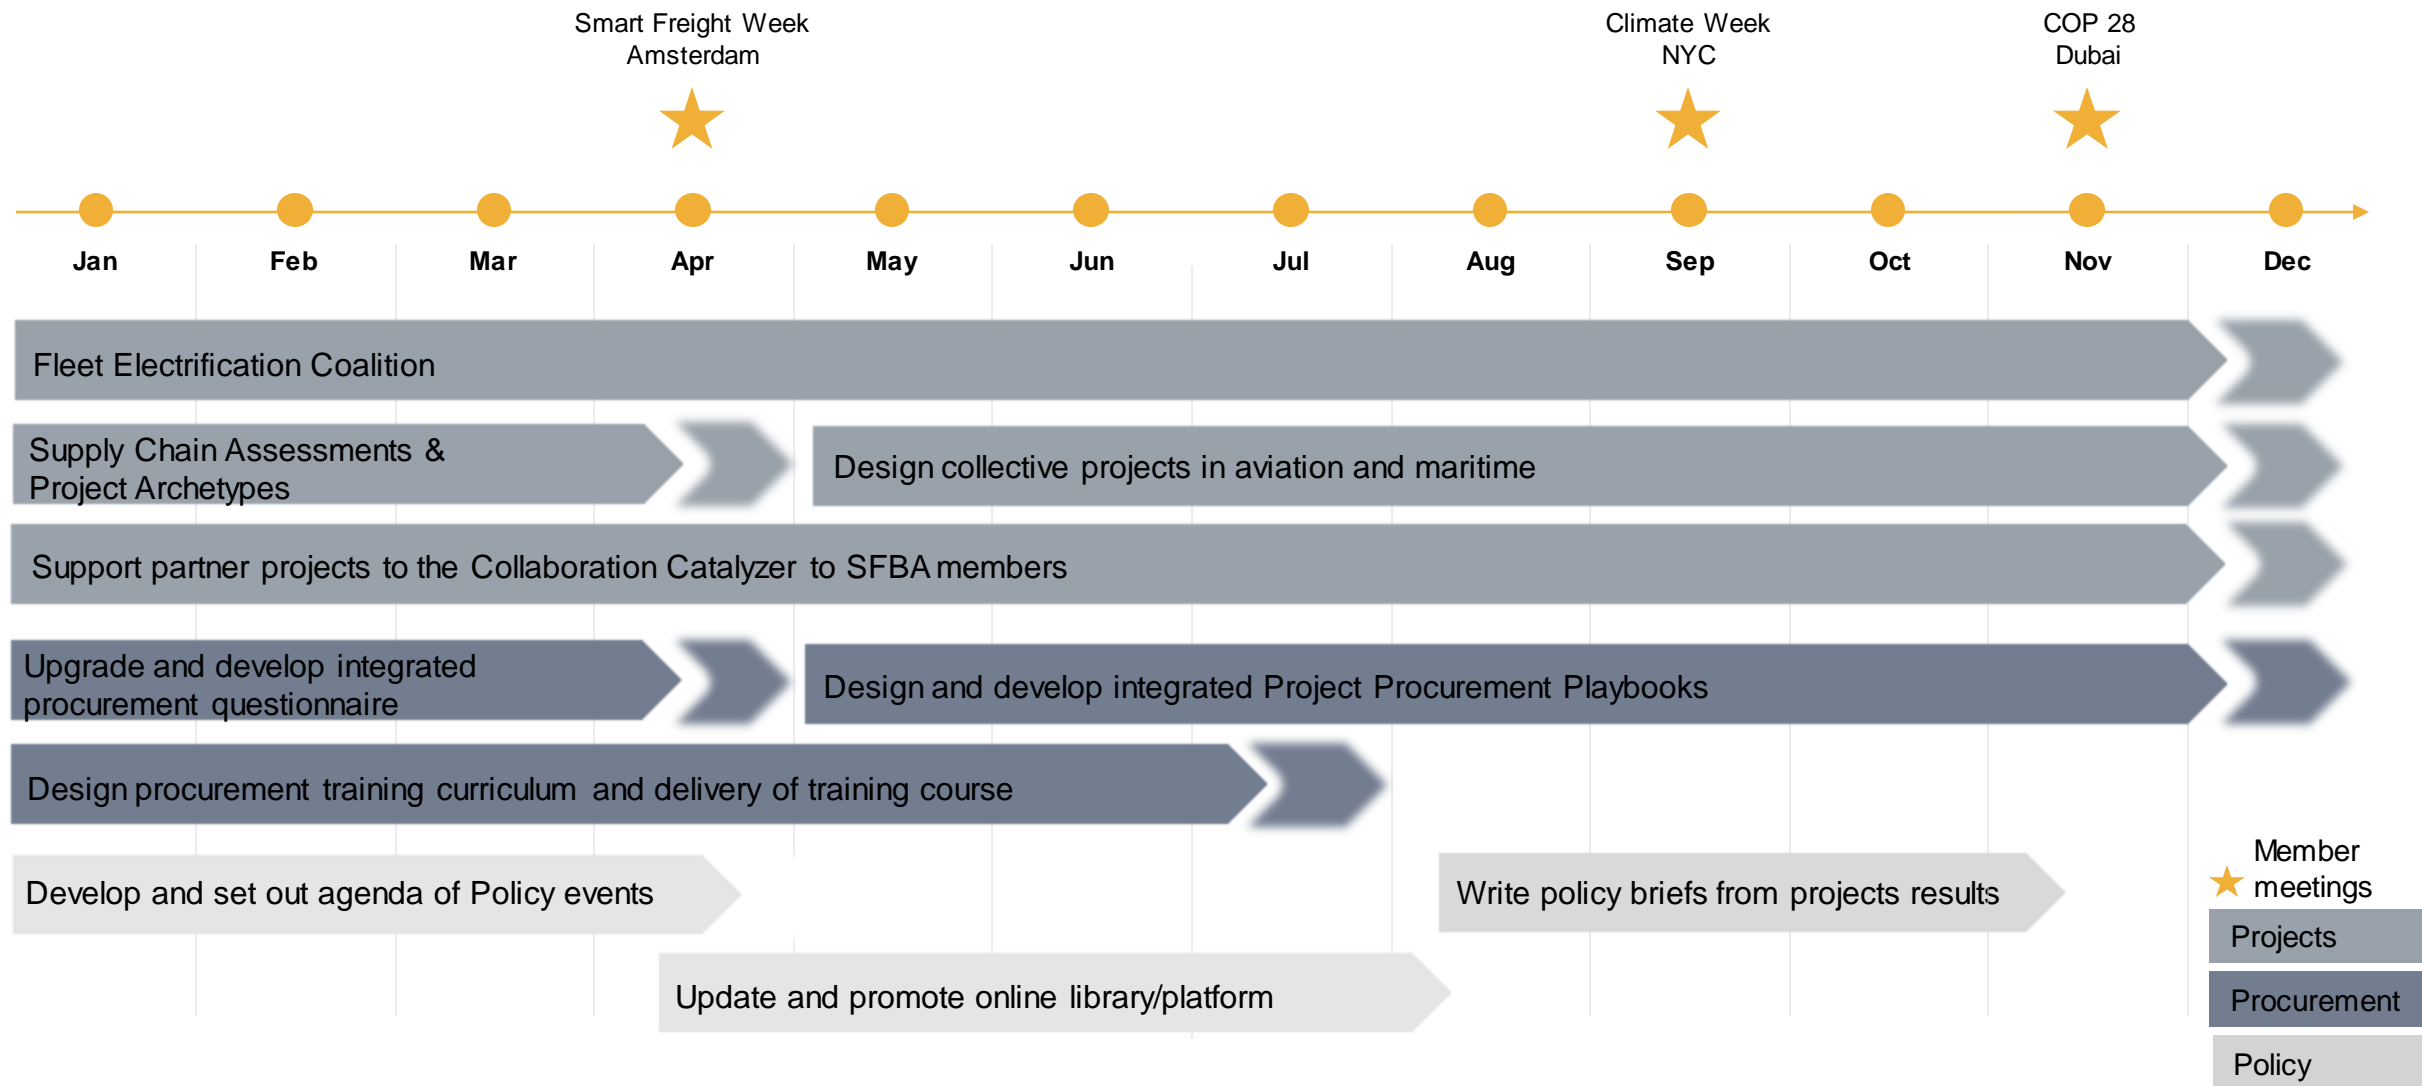 Smart Freight Week
Amsterdam
Climate Week
NYC
COP 28
Dubai
Jan
Feb
Mar
Apr
May
Jun
Jul
Aug
Sep
Oct
Nov
Dec
Fleet Electrification Coalition
Supply Chain Assessments &
Project Archetypes
Design collective projects in aviation and maritime
Support partner projects to the Collaboration Catalyzer to SFBA members
Upgrade and develop integrated
procurement questionnaire
Design and develop integrated Project Procurement Playbooks
Design procurement training curriculum and delivery of training course
Develop and set out agenda of Policy events
Write policy briefs from projects results
Update and promote online library/platform
Member
meetings
Projects
Procurement
Policy